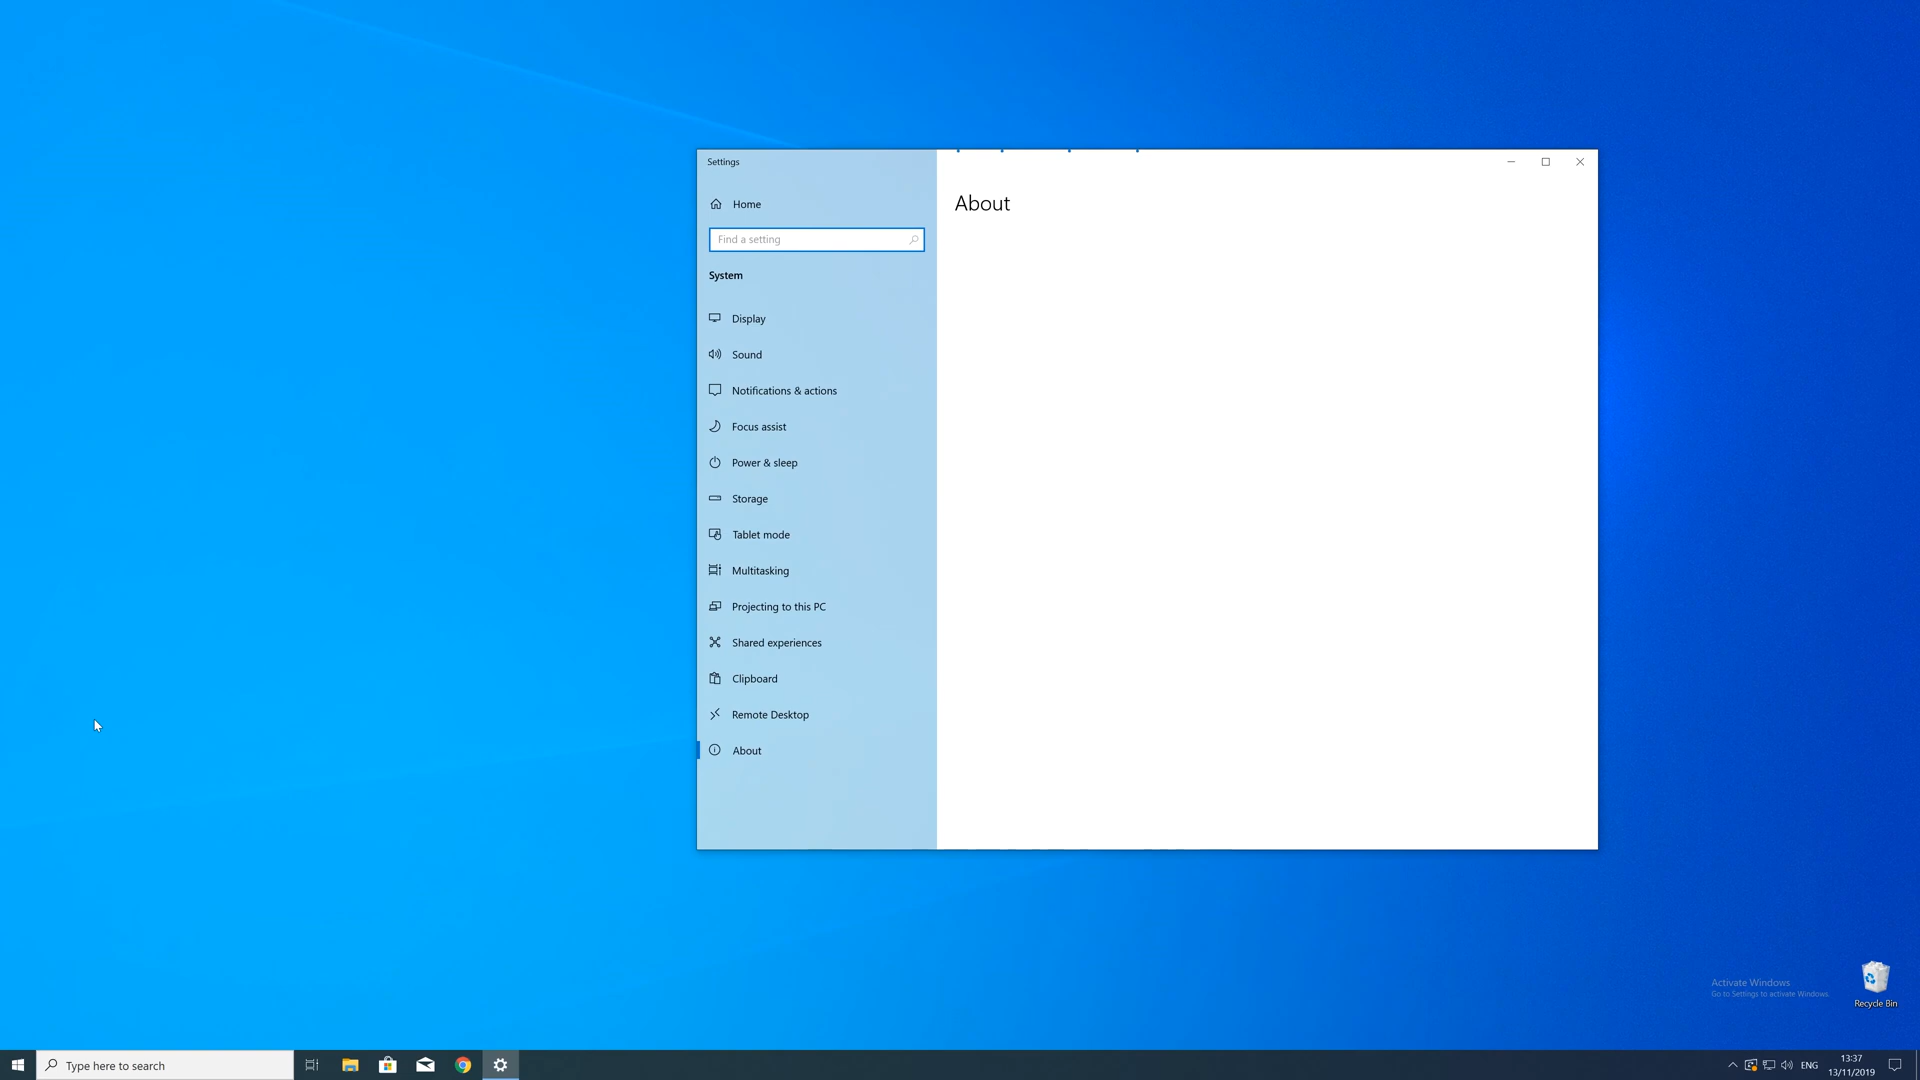 Settings
Home
Find a setting
System
Display
Sound
Notifications & actions
Focus assist
Power & sleep
Storage
Tablet mode
Multitasking
Projecting to this PC
Shared experiences
Clipboard
Remote Desktop
About
About
Activate Windows
Go to Settings to activate Windows.
Recycle Bin
Type here to search
ENG
13:37
13/11/2019